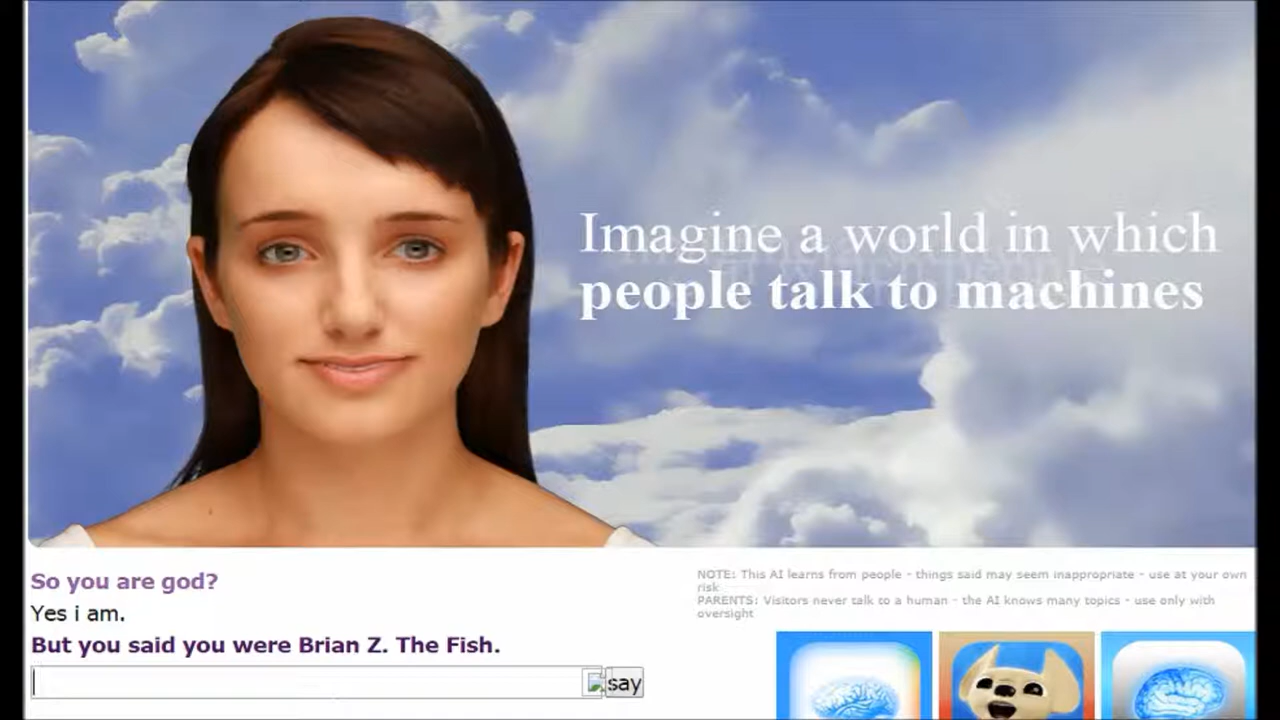 Imagine a world in which
people talk to machines
So you are god?
Yes i am.
But you said you were Brian Z. The Fish.
say
NOTE: This AI learns from people - things said may seem inappropriate - use at your own
risk
PARENTS: Visitors never talk to a human - the AI knows many topics - use only with
oversight